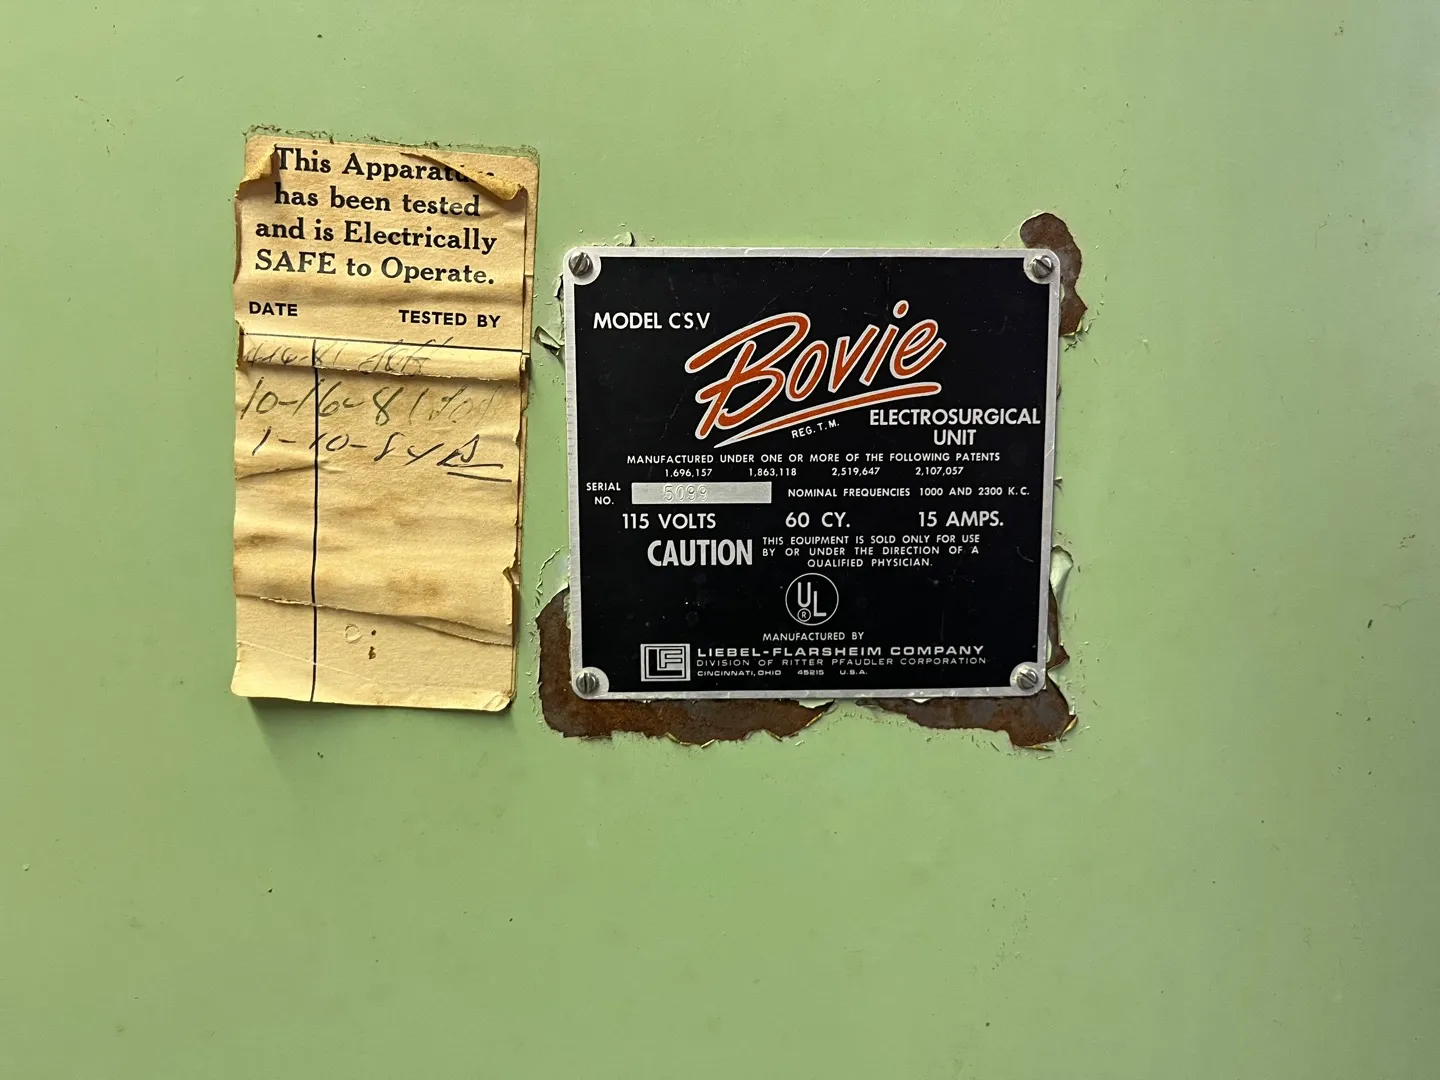 This Apparatus
has been tested
and is Electrically
SAFE to Operate.
DATE TESTED BY
10-16-81
1-10-84
MODEL CSV
Bovie
REG. T.M.
ELECTROSURGICAL
UNIT
MANUFACTURED UNDER ONE OR MORE OF THE FOLLOWING PATENTS
1,696,157 1,863,118 2,519,647 2,107,057
SERIAL
NO. 5099 NOMINAL FREQUENCIES 1000 AND 2300 K.C.
115 VOLTS 60 CY. 15 AMPS.
CAUTION THIS EQUIPMENT IS SOLD ONLY FOR USE
BY OR UNDER THE DIRECTION OF A
QUALIFIED PHYSICIAN.
UL
®
MANUFACTURED BY
LF LIEBEL-FLARSHEIM COMPANY
DIVISION OF RITTER PFAUDLER CORPORATION
CINCINNATI, OHIO 45215 U.S.A.